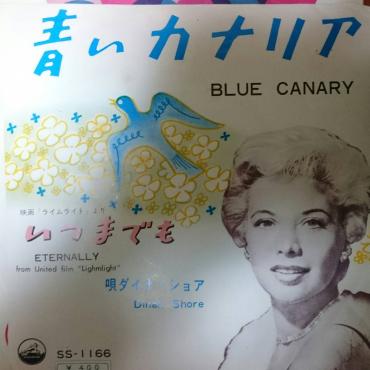 青いカナリア
BLUE CANARY
映画「ライムライト」より
いつまでも
ETERNALLY
from United film "Lighmlight"
唄 ダイナ・ショア
Dinah Shore
SS-1166
¥400